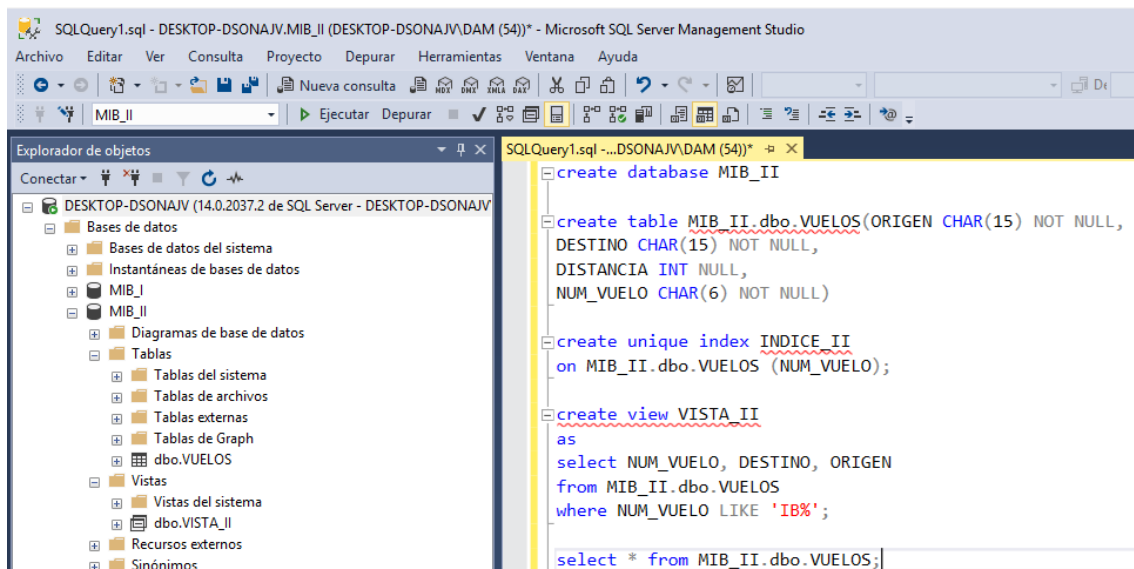 SQLQuery1.sql - DESKTOP-DSONAJV.MIB_II (DESKTOP-DSONAJV\DAM (54))* - Microsoft SQL Server Management Studio
Archivo Editar Ver Consulta Proyecto Depurar Herramientas Ventana Ayuda
Nueva consulta MDX DMX XMLA DAX
MIB_II Ejecutar Depurar
Explorador de objetos
Conectar
DESKTOP-DSONAJV (14.0.2037.2 de SQL Server - DESKTOP-DSONAJV
Bases de datos
Bases de datos del sistema
Instantáneas de bases de datos
MIB_I
MIB_II
Diagramas de base de datos
Tablas
Tablas del sistema
Tablas de archivos
Tablas externas
Tablas de Graph
dbo.VUELOS
Vistas
Vistas del sistema
dbo.VISTA_II
Recursos externos
Sinónimos
SQLQuery1.sql -...DSONAJV\DAM (54))*
create database MIB_II
create table MIB_II.dbo.VUELOS(ORIGEN CHAR(15) NOT NULL,
DESTINO CHAR(15) NOT NULL,
DISTANCIA INT NULL,
NUM_VUELO CHAR(6) NOT NULL)
create unique index INDICE_II
on MIB_II.dbo.VUELOS (NUM_VUELO);
create view VISTA_II
as
select NUM_VUELO, DESTINO, ORIGEN
from MIB_II.dbo.VUELOS
where NUM_VUELO LIKE 'IB%';
select * from MIB_II.dbo.VUELOS;